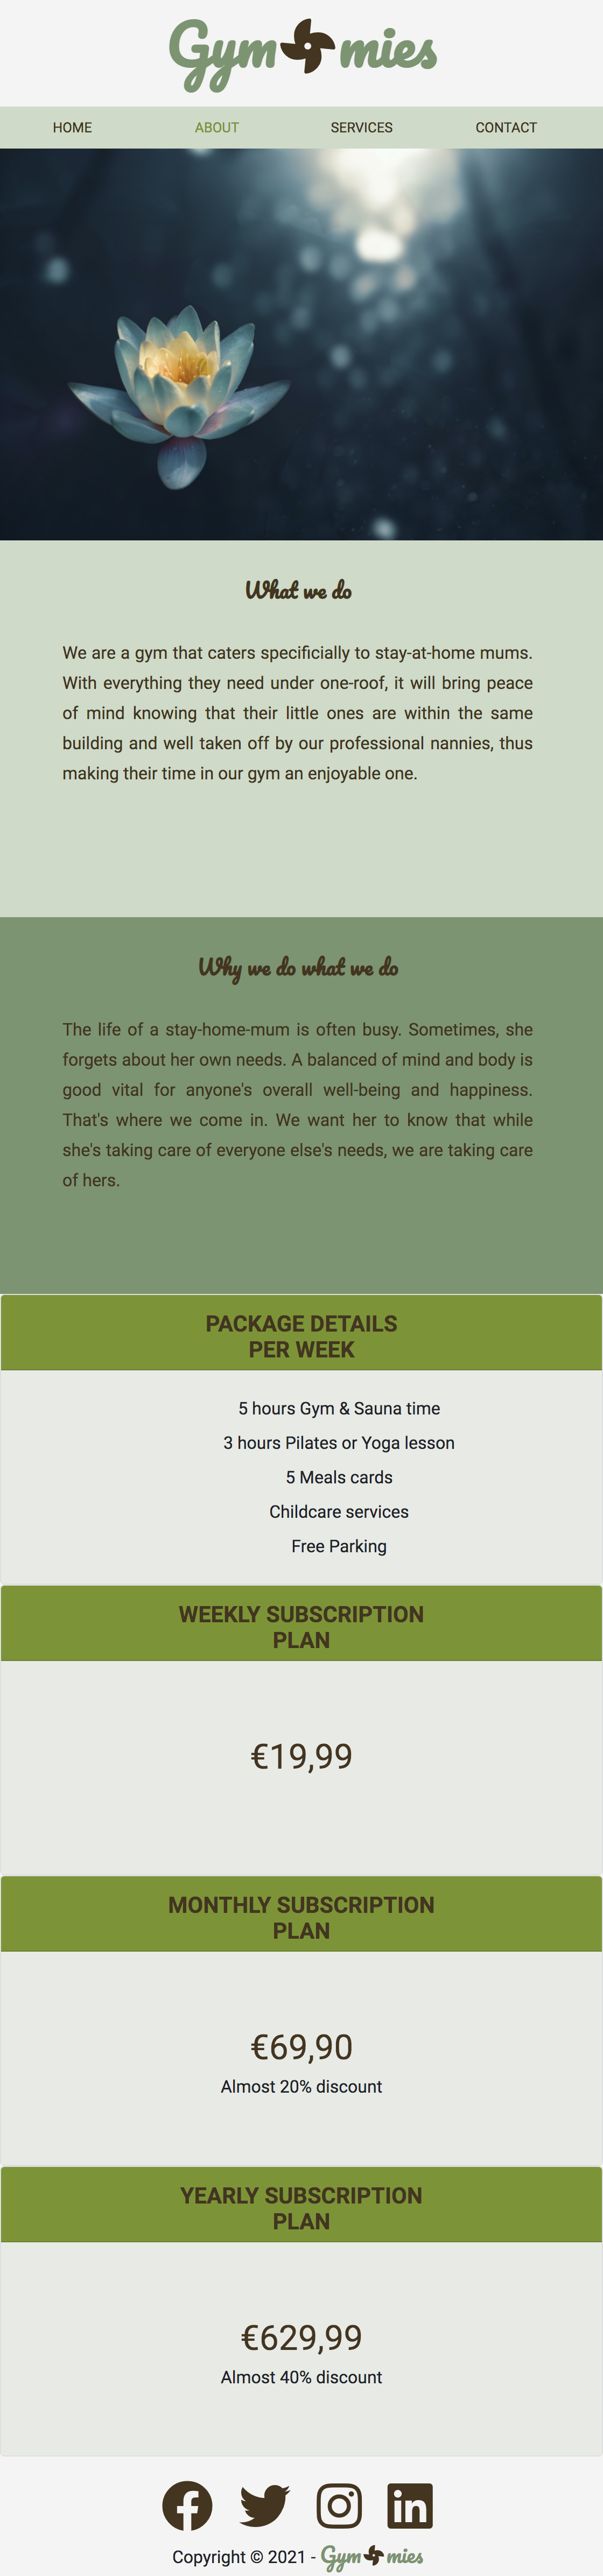 Gym mies
HOME ABOUT SERVICES CONTACT
What we do
We are a gym that caters specificially to stay-at-home mums.
With everything they need under one-roof, it will bring peace
of mind knowing that their little ones are within the same
building and well taken off by our professional nannies, thus
making their time in our gym an enjoyable one.
Why we do what we do
The life of a stay-home-mum is often busy. Sometimes, she
forgets about her own needs. A balanced of mind and body is
good vital for anyone's overall well-being and happiness.
That's where we come in. We want her to know that while
she's taking care of everyone else's needs, we are taking care
of hers.
PACKAGE DETAILS
PER WEEK
5 hours Gym & Sauna time
3 hours Pilates or Yoga lesson
5 Meals cards
Childcare services
Free Parking
WEEKLY SUBSCRIPTION
PLAN
€19,99
MONTHLY SUBSCRIPTION
PLAN
€69,90
Almost 20% discount
YEARLY SUBSCRIPTION
PLAN
€629,99
Almost 40% discount
Copyright © 2021 - Gym mies